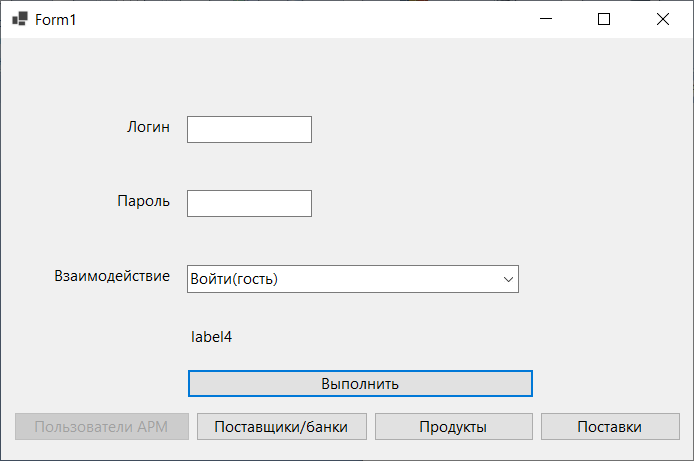 Form1
Логин
Пароль
Взаимодействие Войти(гость)
label4
Выполнить
Пользователи АРМ Поставщики/банки Продукты Поставки